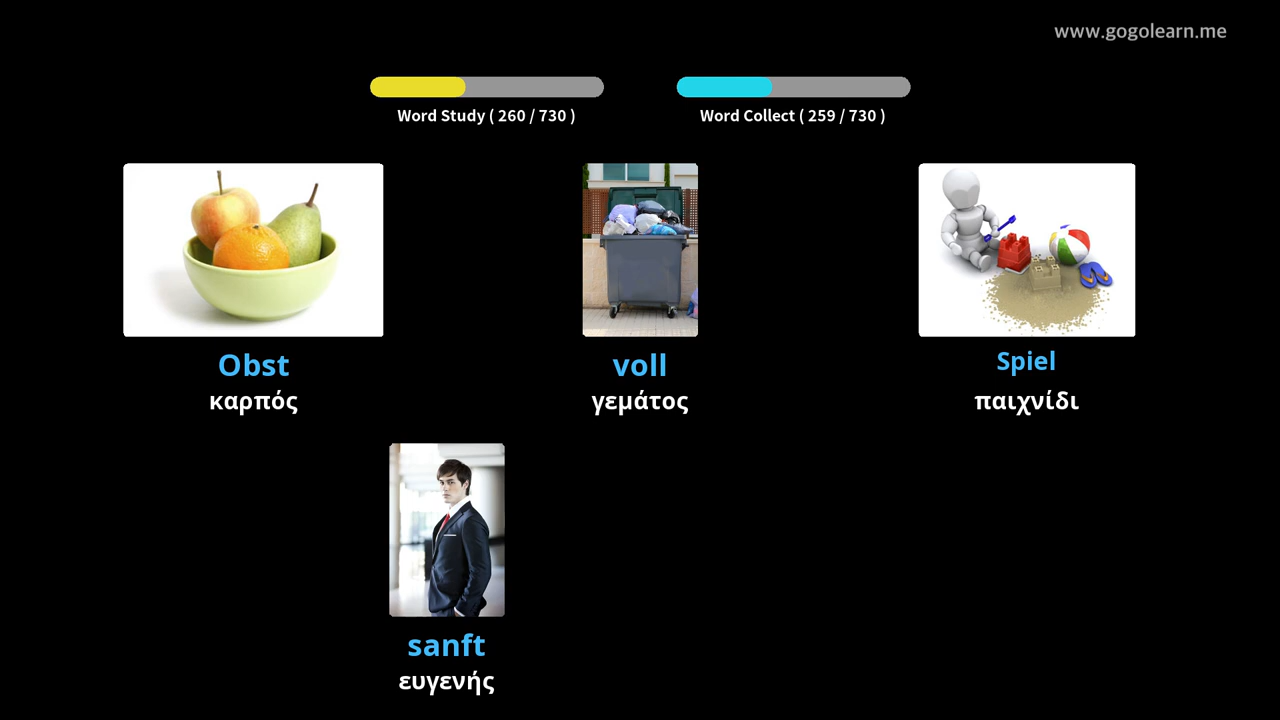 www.gogolearn.me
Word Study ( 260 / 730 )
Word Collect ( 259 / 730 )
Obst
καρπός
voll
γεμάτος
Spiel
παιχνίδι
sanft
ευγενής